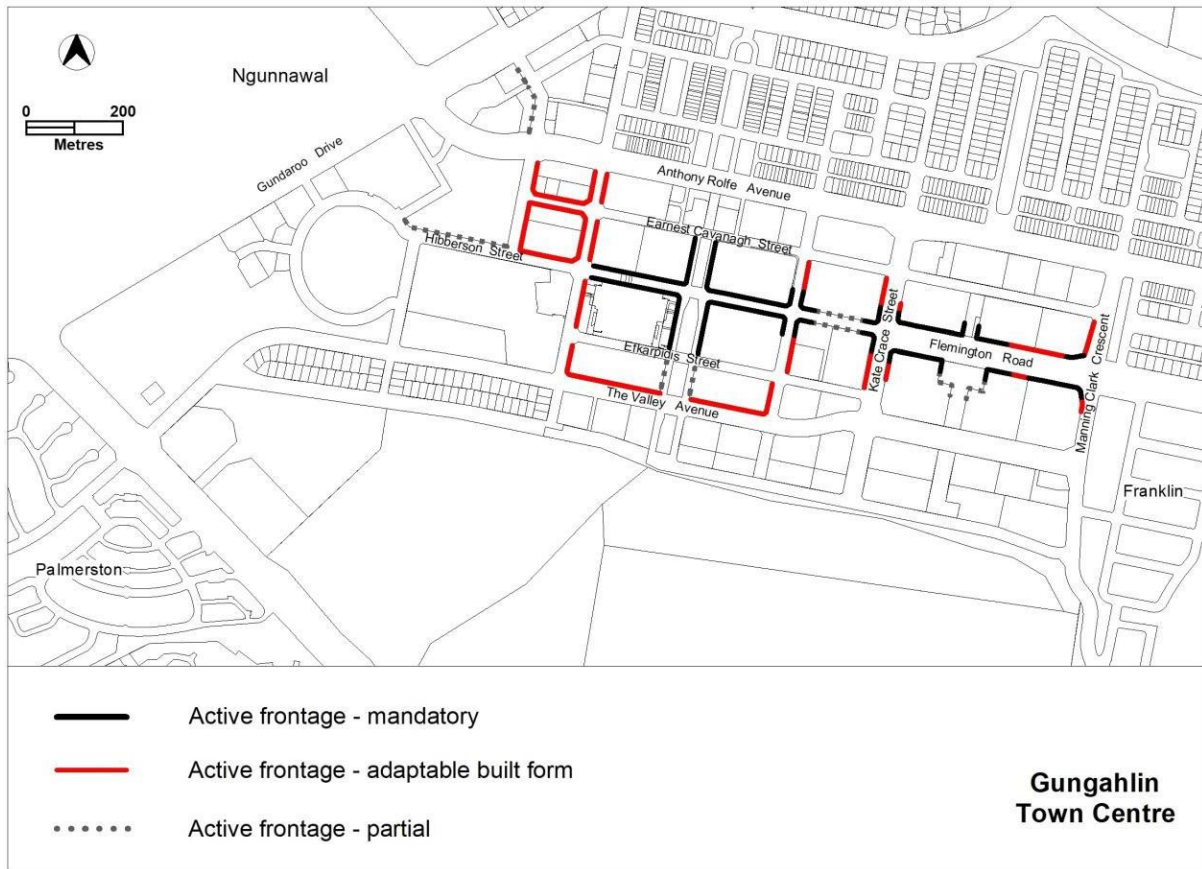 Ngunnawal
0 200
Metres
Gundaroo Drive
Anthony Rolfe Avenue
Earnest Cavanagh Street
Hibberson Street
Kate Crace Street
Flemington Road
Manning Clark Crescent
Efkarpidis Street
The Valley Avenue
Franklin
Palmerston
Active frontage - mandatory
Active frontage - adaptable built form
Active frontage - partial
Gungahlin
Town Centre